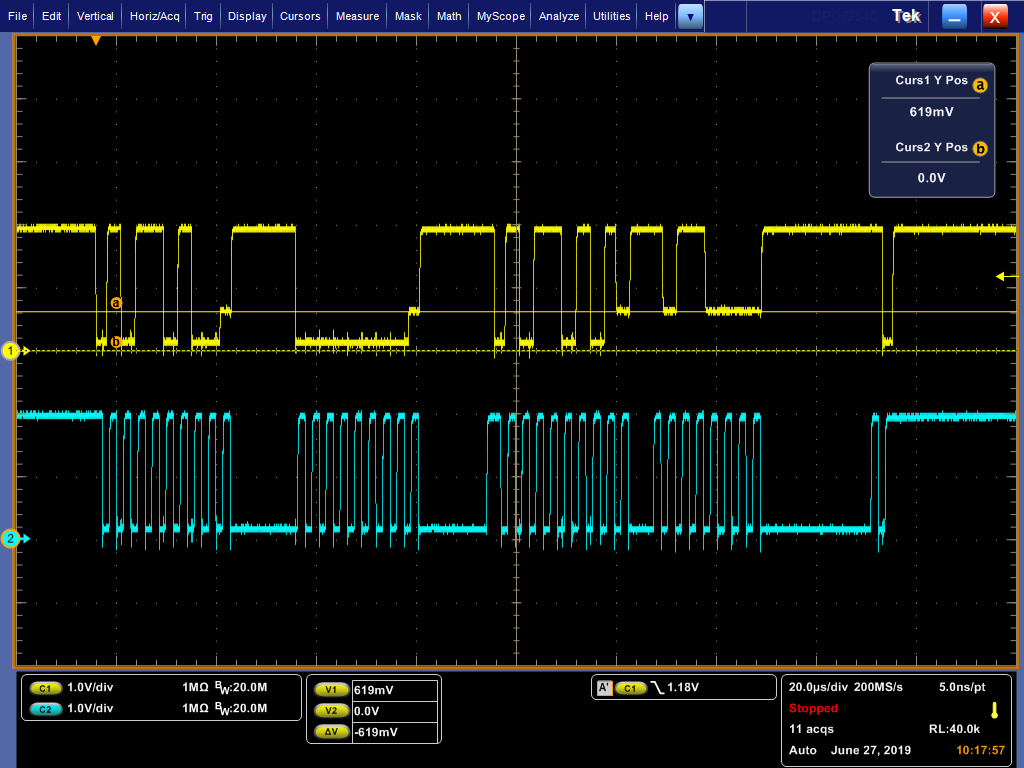 File Edit Vertical Horiz/Acq Trig Display Cursors Measure Mask Math MyScope Analyze Utilities Help Tek X
Curs1 Y Pos a
619mV
Curs2 Y Pos b
0.0V
a
b
1
2
C1 1.0V/div 1MΩ BW:20.0M
C2 1.0V/div 1MΩ BW:20.0M
V1 619mV
V2 0.0V
ΔV -619mV
A' C1 1.18V
20.0µs/div 200MS/s 5.0ns/pt
Stopped
11 acqs RL:40.0k
Auto June 27, 2019 10:17:57